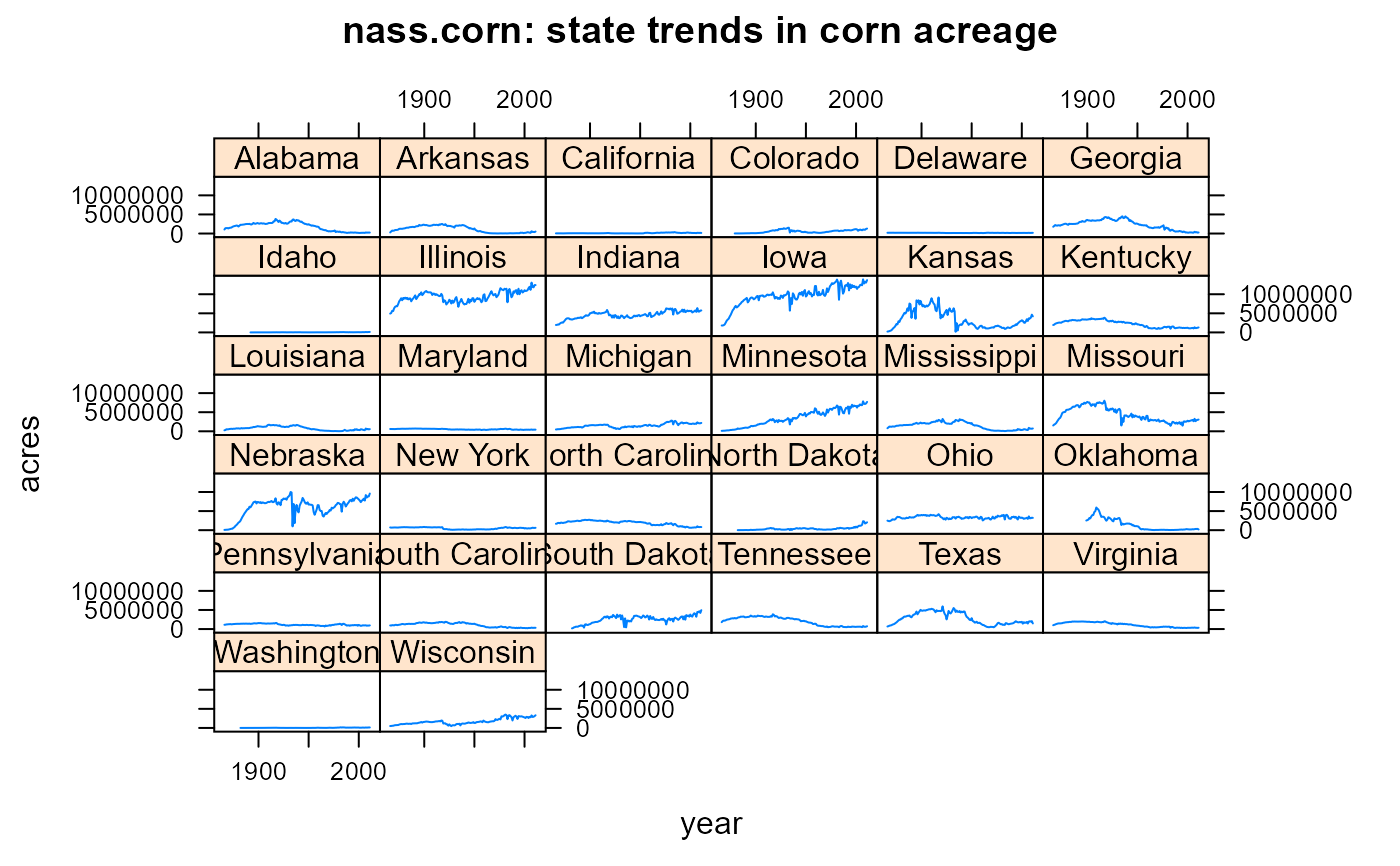 nass.corn: state trends in corn acreage
1900 2000 1900 2000 1900 2000
Alabama Arkansas California Colorado Delaware Georgia
10000000
5000000
0
Idaho Illinois Indiana Iowa Kansas Kentucky
10000000
5000000
0
Louisiana Maryland Michigan Minnesota Mississippi Missouri
10000000
5000000
0
Nebraska New York orth Carolin North Dakota Ohio Oklahoma
10000000
5000000
0
Pennsylvania outh Carolin South Dakota Tennessee Texas Virginia
10000000
5000000
0
Washington Wisconsin
10000000
5000000
0
1900 2000
acres
year